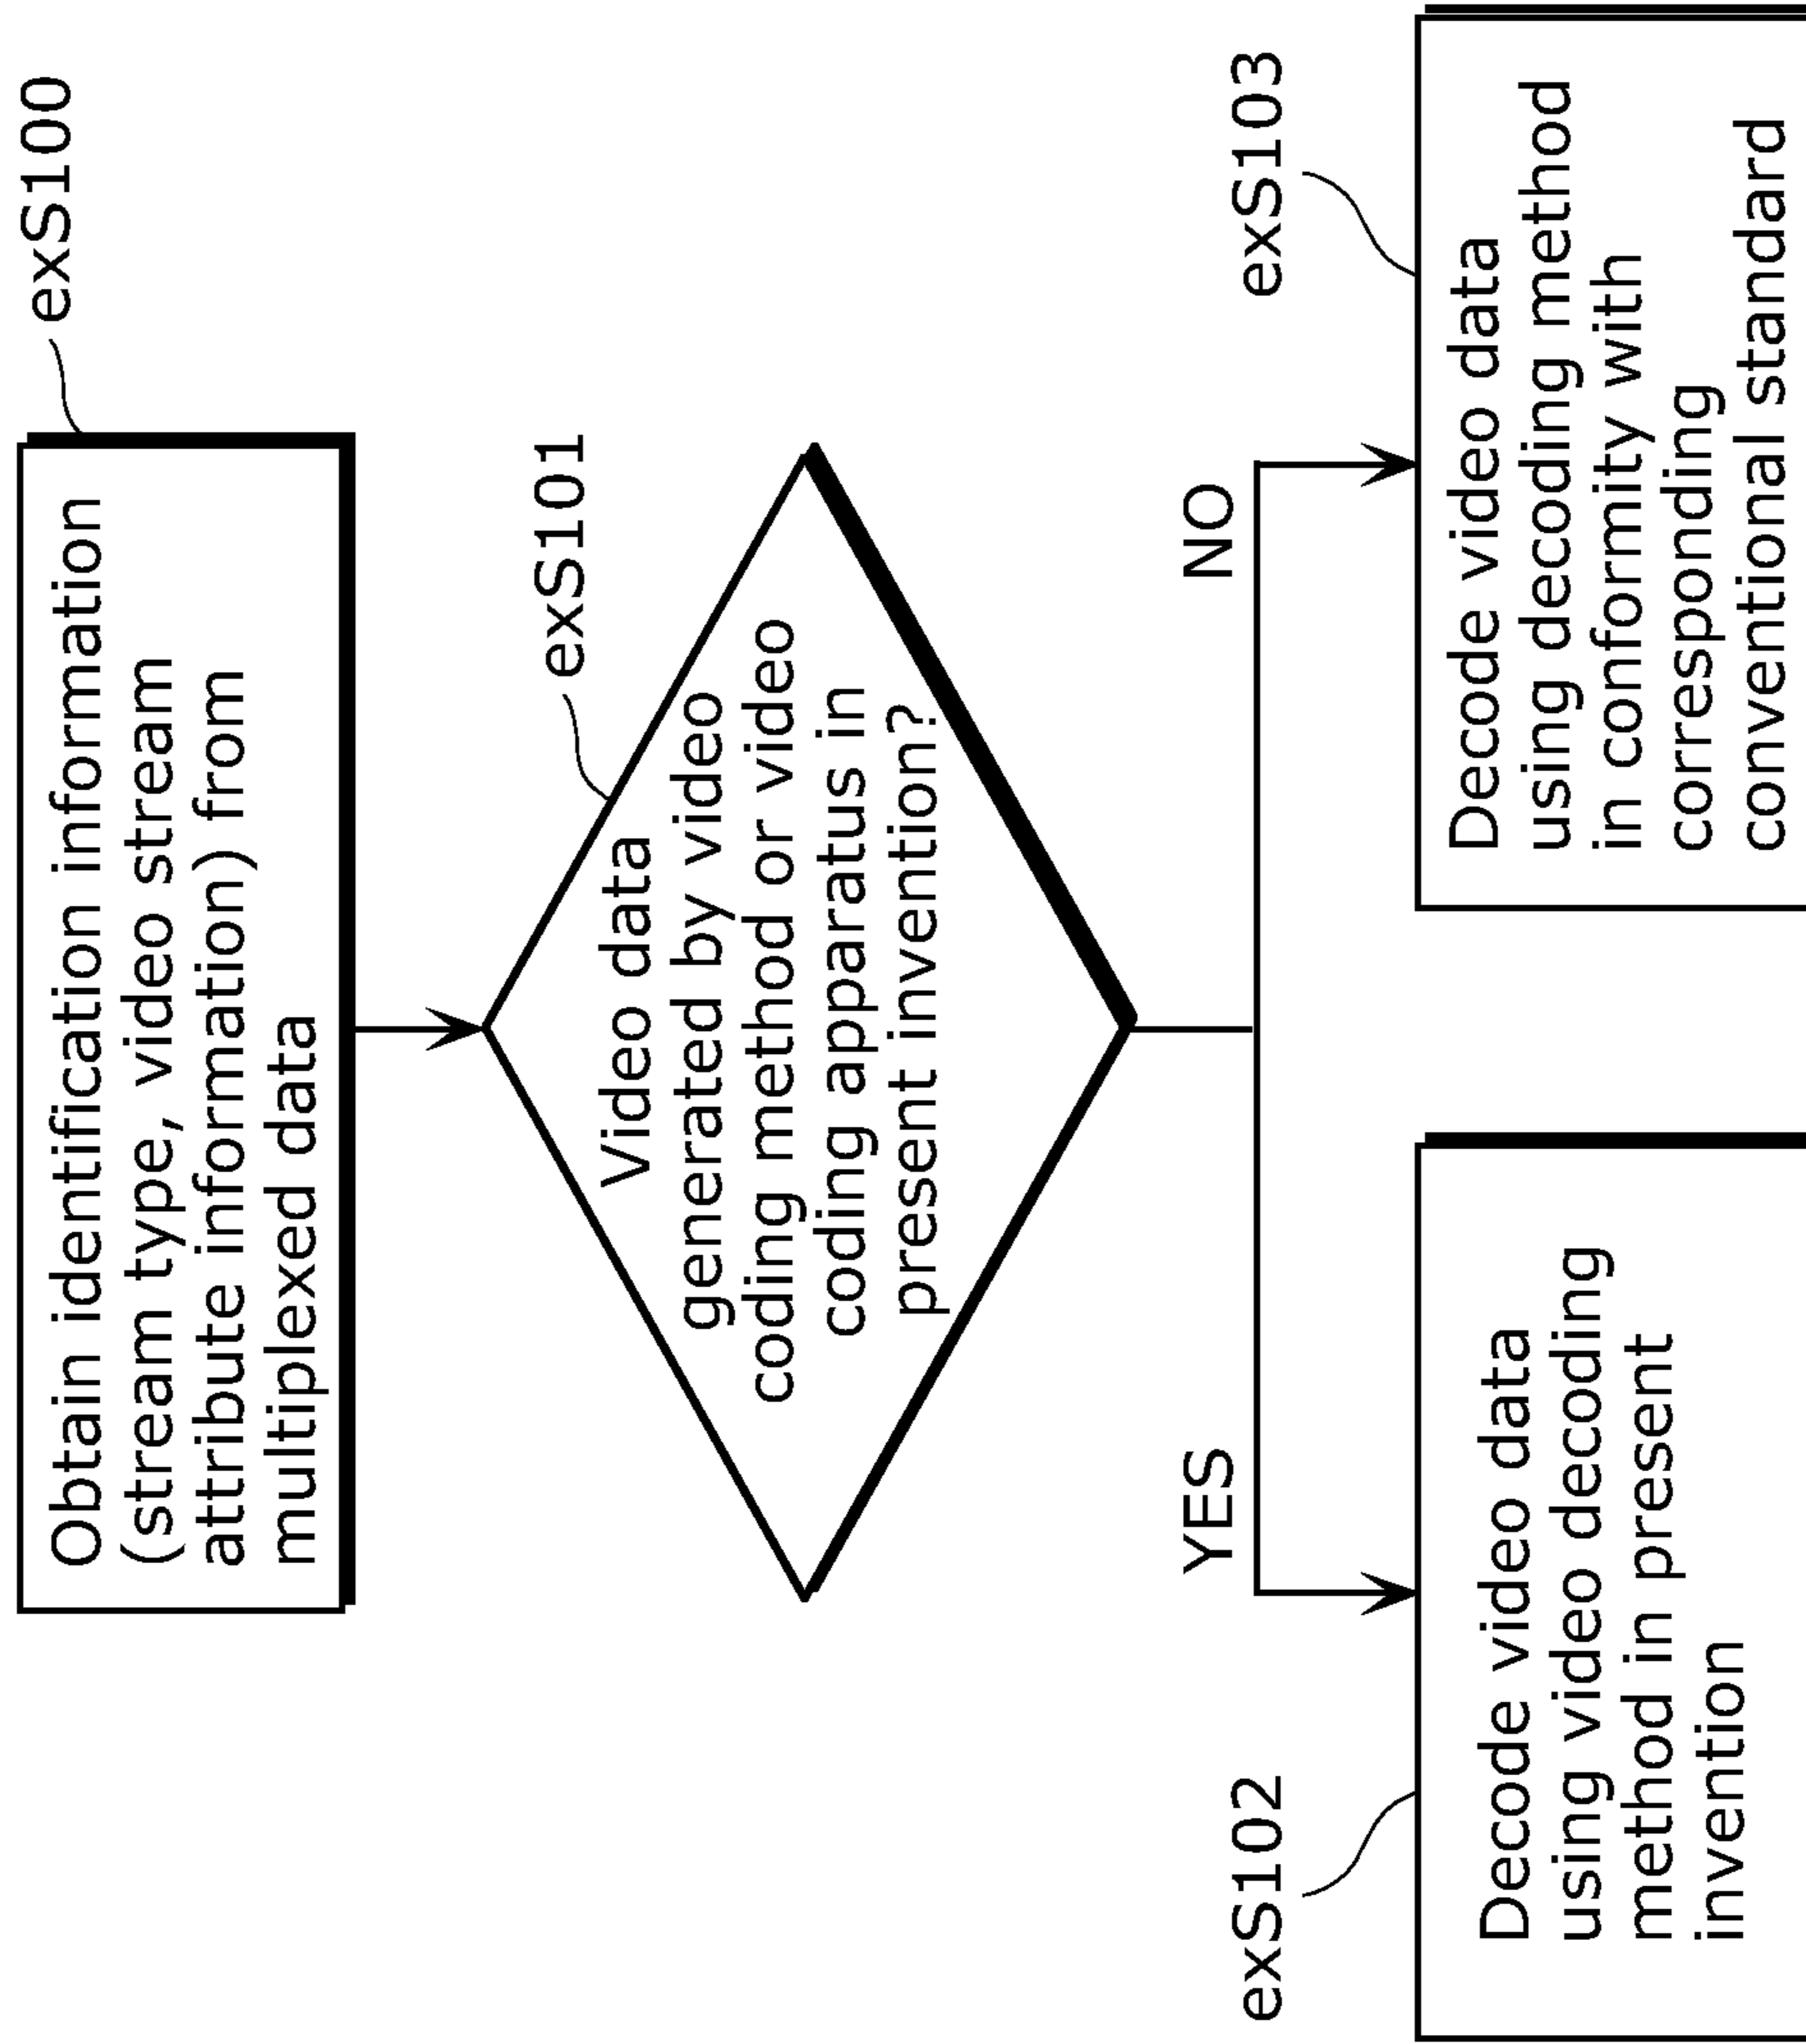 exS100
Obtain identification information
(stream type, video stream
attribute information) from
multiplexed data
exS101
Video data
generated by video
coding method or video
coding apparatus in
present invention?
YES
NO
exS102
Decode video data
using video decoding
method in present
invention
exS103
Decode video data
using decoding method
in conformity with
corresponding
conventional standard